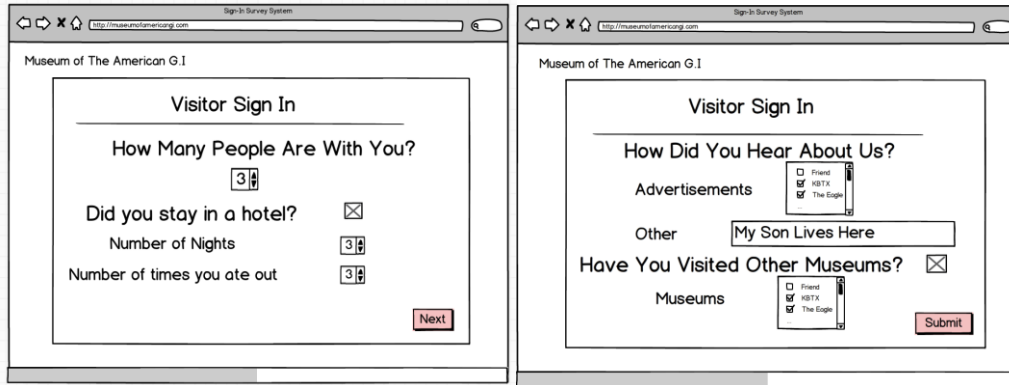 Sign-In Survey System
http://museumofamericangi.com
Museum of The American G.I
Visitor Sign In
How Many People Are With You?
3
Did you stay in a hotel?
Number of Nights 3
Number of times you ate out 3
Next
Sign-In Survey System
http://museumofamericangi.com
Museum of The American G.I
Visitor Sign In
How Did You Hear About Us?
Advertisements
Friend
KBTX
The Eagle
...
Other My Son Lives Here
Have You Visited Other Museums?
Museums
Friend
KBTX
The Eagle
...
Submit